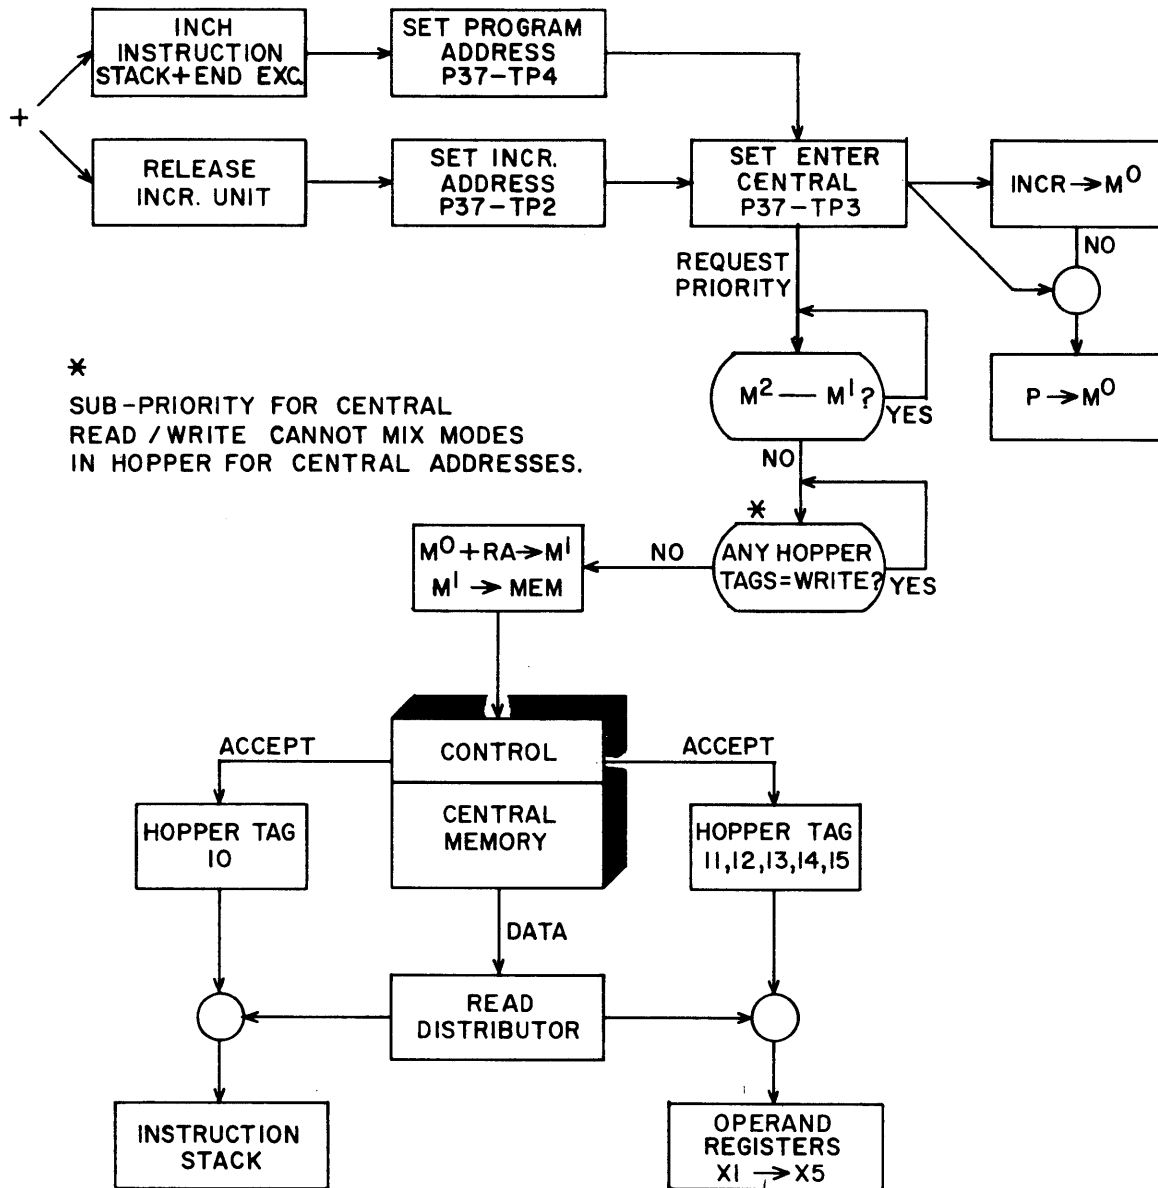 INCH
INSTRUCTION
STACK+END EXC.
SET PROGRAM
ADDRESS
P37-TP4
+
RELEASE
INCR. UNIT
SET INCR.
ADDRESS
P37-TP2
SET ENTER
CENTRAL
P37-TP3
INCR→M⁰
NO
REQUEST
PRIORITY
P→M⁰
M²—M¹?
YES
NO
*
SUB-PRIORITY FOR CENTRAL
READ/WRITE CANNOT MIX MODES
IN HOPPER FOR CENTRAL ADDRESSES.
*
ANY HOPPER
TAGS=WRITE?
YES
NO
M⁰+RA→M¹
M¹→MEM
CONTROL
CENTRAL
MEMORY
ACCEPT
ACCEPT
HOPPER TAG
10
HOPPER TAG
11,12,13,14,15
DATA
READ
DISTRIBUTOR
INSTRUCTION
STACK
OPERAND
REGISTERS
X1→X5